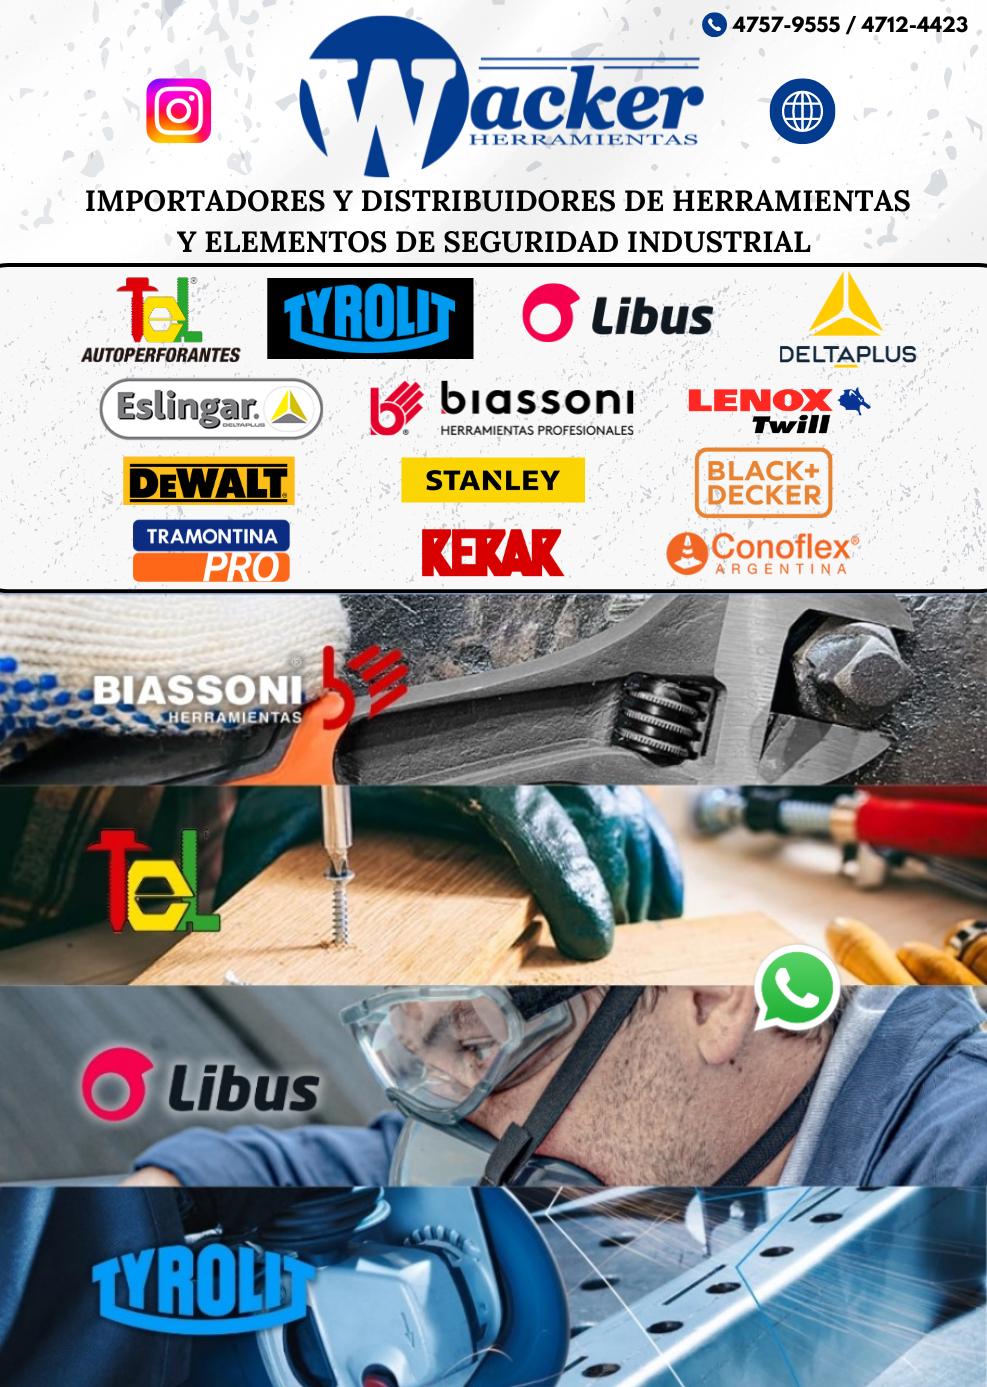 4757-9555 / 4712-4423
Wacker
HERRAMIENTAS
IMPORTADORES Y DISTRIBUIDORES DE HERRAMIENTAS
Y ELEMENTOS DE SEGURIDAD INDUSTRIAL
TEL ®
AUTOPERFORANTES
TYROLIT
Libus
DELTAPLUS
Eslingar.
DELTAPLUS
biassoni
HERRAMIENTAS PROFESIONALES
LENOX
Twill
DEWALT
STANLEY
BLACK+
DECKER
TRAMONTINA
PRO
KEKAR
Conoflex®
ARGENTINA
BIASSONI ®
HERRAMIENTAS
TEL
Libus
TYROLIT